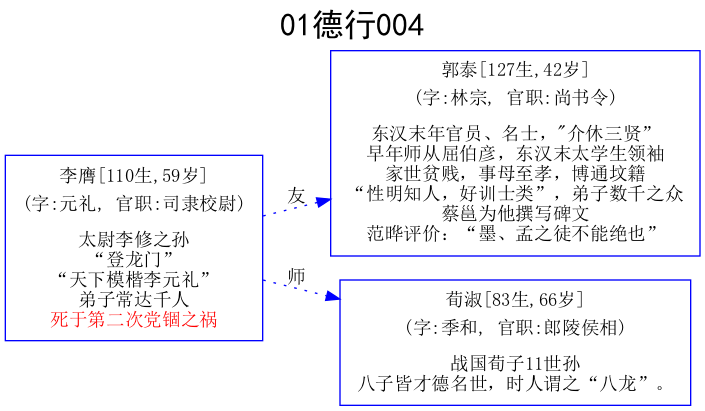 01德行004
李膺[110生,59岁]
(字:元礼, 官职:司隶校尉)
太尉李修之孙
“登龙门”
“天下模楷李元礼”
弟子常达千人
死于第二次党锢之祸
友
师
郭泰[127生,42岁]
(字:林宗, 官职:尚书令)
东汉末年官员、名士，"介休三贤”
早年师从屈伯彦，东汉末太学生领袖
家世贫贱，事母至孝，博通坟籍
“性明知人，好训士类”，弟子数千之众
蔡邕为他撰写碑文
范晔评价：“墨、孟之徒不能绝也”
荀淑[83生,66岁]
(字:季和, 官职:郎陵侯相)
战国荀子11世孙
八子皆才德名世，时人谓之“八龙”。